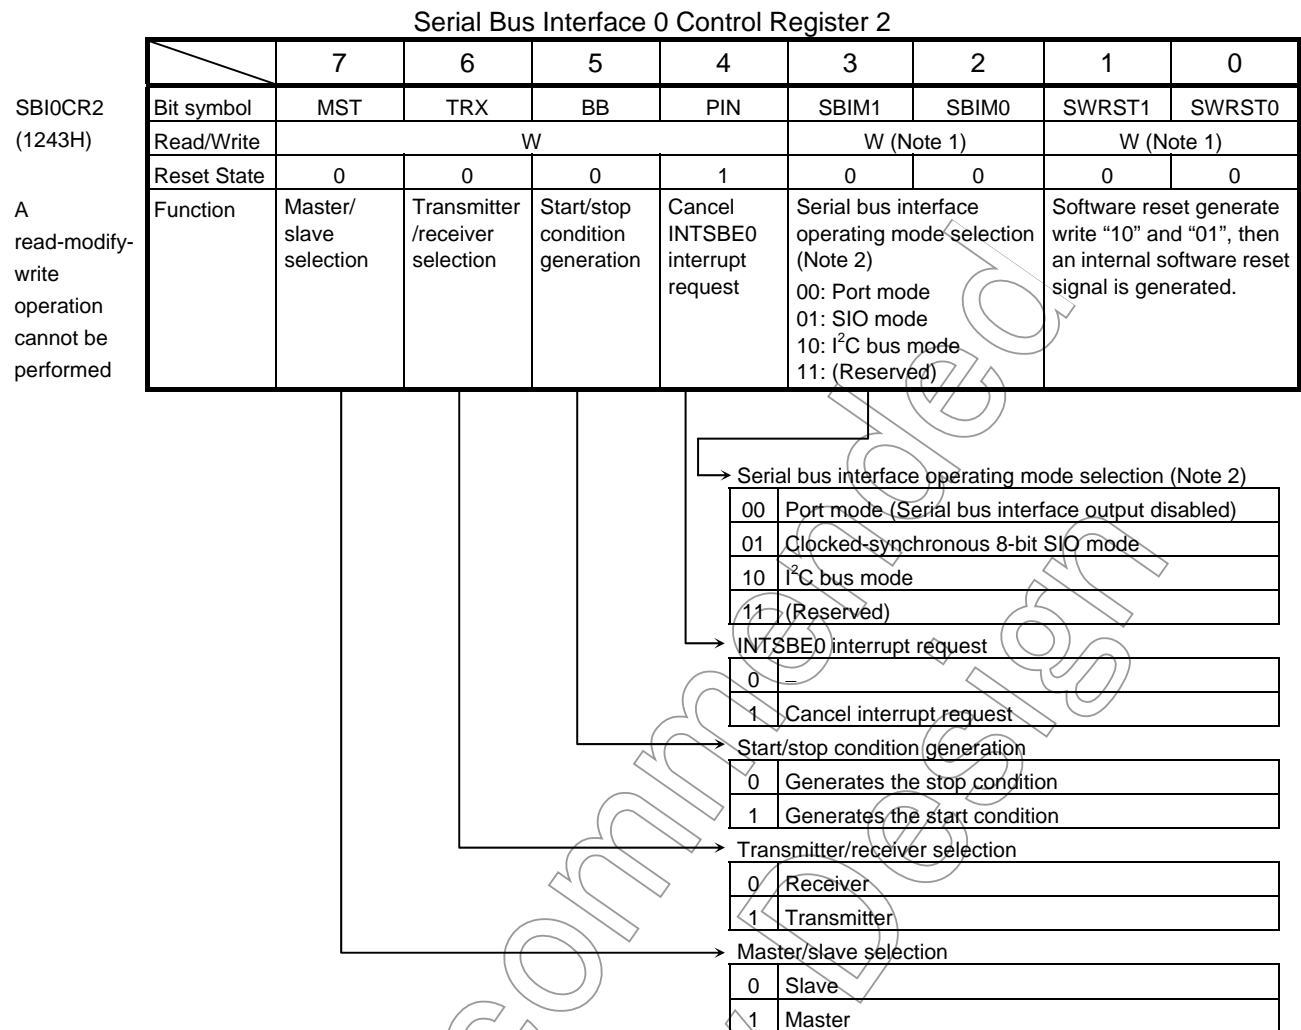 Serial Bus Interface 0 Control Register 2
7 6 5 4 3 2 1 0
SBI0CR2
(1243H)
Bit symbol MST TRX BB PIN SBIM1 SBIM0 SWRST1 SWRST0
Read/Write W W (Note 1) W (Note 1)
Reset State 0 0 0 1 0 0 0 0
A
read-modify-
write
operation
cannot be
performed
Function
Master/
slave
selection
Transmitter
/receiver
selection
Start/stop
condition
generation
Cancel
INTSBE0
interrupt
request
Serial bus interface
operating mode selection
(Note 2)
00: Port mode
01: SIO mode
10: I²C bus mode
11: (Reserved)
Software reset generate
write “10” and “01”, then
an internal software reset
signal is generated.
Serial bus interface operating mode selection (Note 2)
00 Port mode (Serial bus interface output disabled)
01 Clocked-synchronous 8-bit SIO mode
10 I²C bus mode
11 (Reserved)
INTSBE0 interrupt request
0 –
1 Cancel interrupt request
Start/stop condition generation
0 Generates the stop condition
1 Generates the start condition
Transmitter/receiver selection
0 Receiver
1 Transmitter
Master/slave selection
0 Slave
1 Master